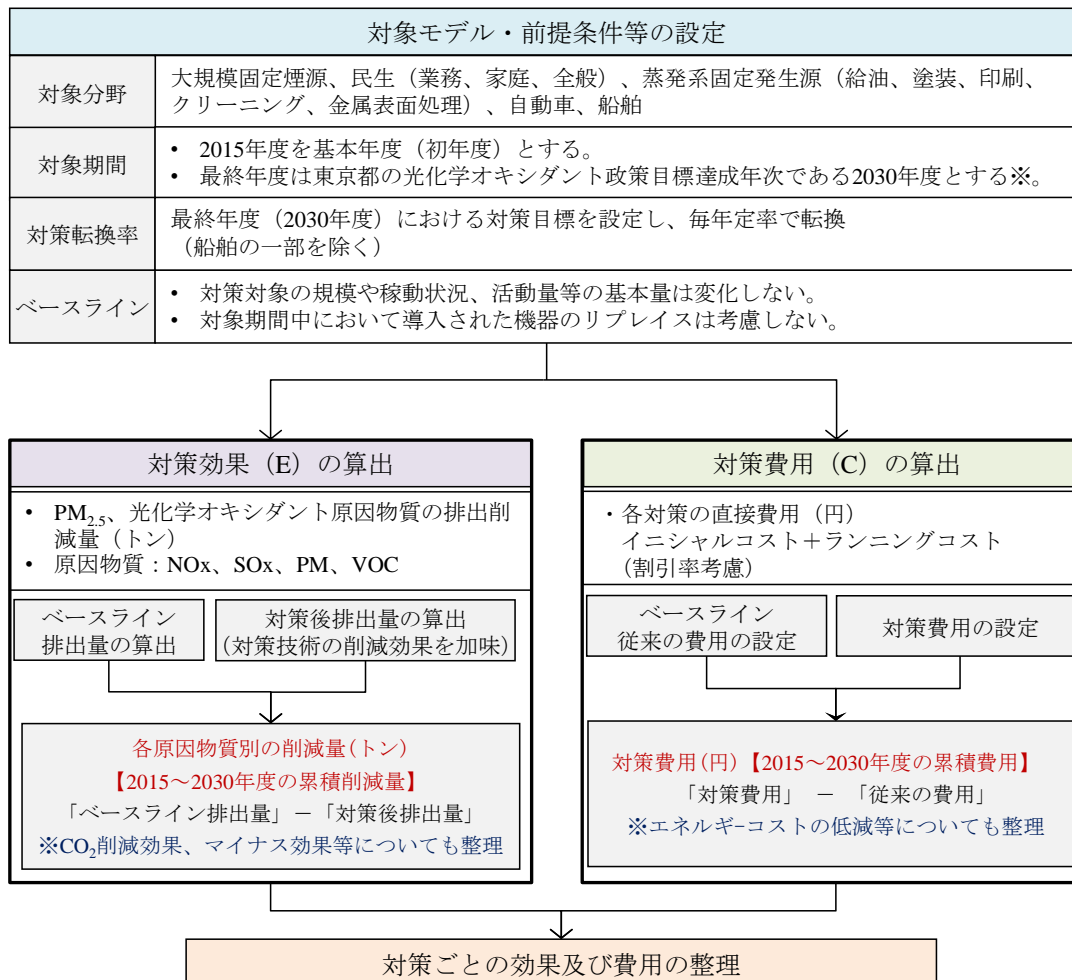 対象モデル・前提条件等の設定
対象分野
大規模固定煙源、民生（業務、家庭、全般）、蒸発系固定発生源（給油、塗装、印刷、
クリーニング、金属表面処理）、自動車、船舶
対象期間
• 2015年度を基本年度（初年度）とする。
• 最終年度は東京都の光化学オキシダント政策目標達成年次である2030年度とする※。
対策転換率
最終年度（2030年度）における対策目標を設定し、毎年定率で転換
（船舶の一部を除く）
ベースライン
• 対策対象の規模や稼動状況、活動量等の基本量は変化しない。
• 対象期間中において導入された機器のリプレイスは考慮しない。
対策効果（E）の算出
• PM2.5、光化学オキシダント原因物質の排出削
減量（トン）
• 原因物質：NOx、SOx、PM、VOC
ベースライン
排出量の算出
対策後排出量の算出
(対策技術の削減効果を加味)
各原因物質別の削減量(トン)
【2015～2030年度の累積削減量】
「ベースライン排出量」－「対策後排出量」
※CO2削減効果、マイナス効果等についても整理
対策費用（C）の算出
・各対策の直接費用（円）
イニシャルコスト＋ランニングコスト
(割引率考慮)
ベースライン
従来の費用の設定
対策費用の設定
対策費用(円)【2015～2030年度の累積費用】
「対策費用」 － 「従来の費用」
※エネルギーコストの低減等についても整理
対策ごとの効果及び費用の整理